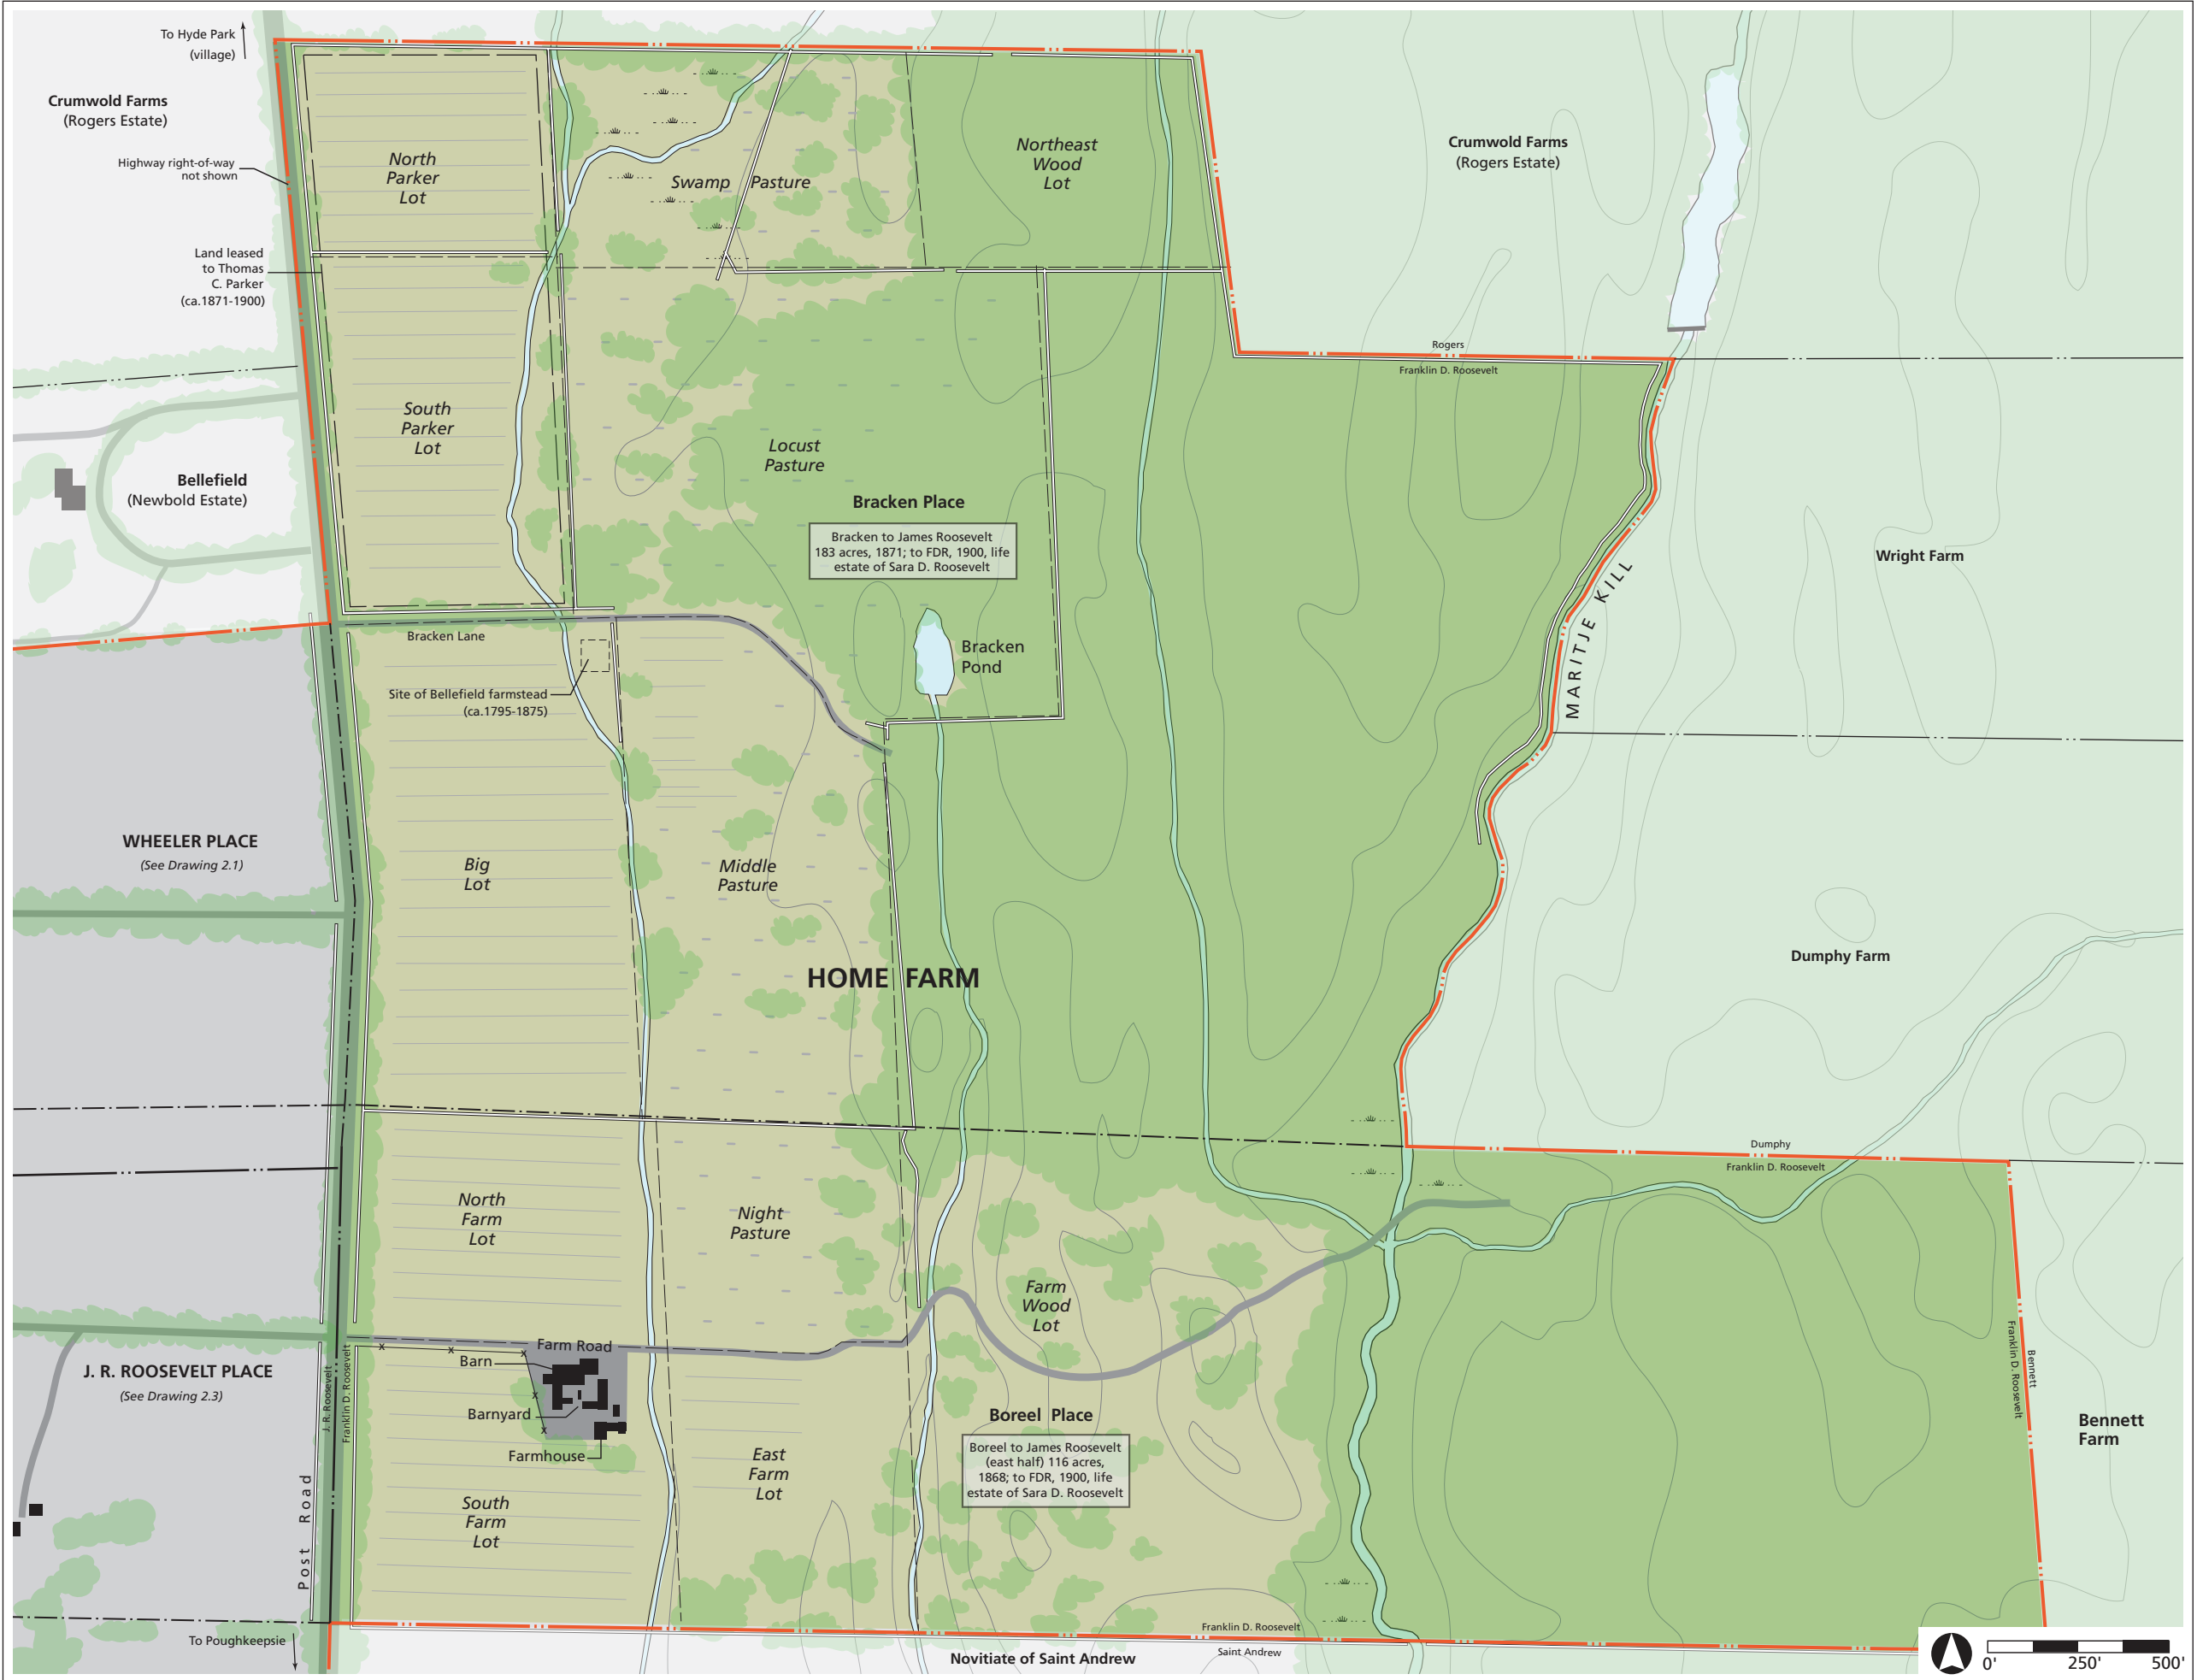 To Hyde Park
(village)
Crumwold Farms
(Rogers Estate)
Highway right-of-way
not shown
North
Parker
Lot
Swamp Pasture
Northeast
Wood
Lot
Crumwold Farms
(Rogers Estate)
Land leased
to Thomas
C. Parker
(ca.1871-1900)
Rogers
Franklin D. Roosevelt
South
Parker
Lot
Locust
Pasture
Bellefield
(Newbold Estate)
Bracken Place
Bracken to James Roosevelt
183 acres, 1871; to FDR, 1900, life
estate of Sara D. Roosevelt
Wright Farm
MARITJE KILL
Bracken Lane
Bracken
Pond
Site of Bellefield farmstead
(ca.1795-1875)
WHEELER PLACE
(See Drawing 2.1)
Big
Lot
Middle
Pasture
HOME FARM
Dumphy Farm
Dumphy
Franklin D. Roosevelt
North
Farm
Lot
Night
Pasture
Farm
Wood
Lot
Farm Road
Barn
Barnyard
Farmhouse
J. R. ROOSEVELT PLACE
(See Drawing 2.3)
J. R. Roosevelt
Franklin D. Roosevelt
x
x
x
x
x
Boreel Place
Boreel to James Roosevelt
(east half) 116 acres,
1868; to FDR, 1900, life
estate of Sara D. Roosevelt
Bennett
Franklin D. Roosevelt
Bennett
Farm
East
Farm
Lot
South
Farm
Lot
Post Road
To Poughkeepsie
Franklin D. Roosevelt
Saint Andrew
Novitiate of Saint Andrew
0' 250' 500'